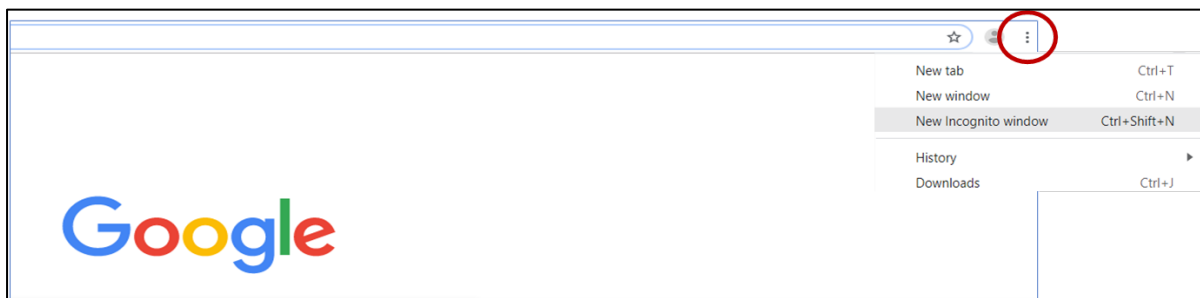 New tab Ctrl+T
New window Ctrl+N
New Incognito window Ctrl+Shift+N
History
Downloads Ctrl+J
Google